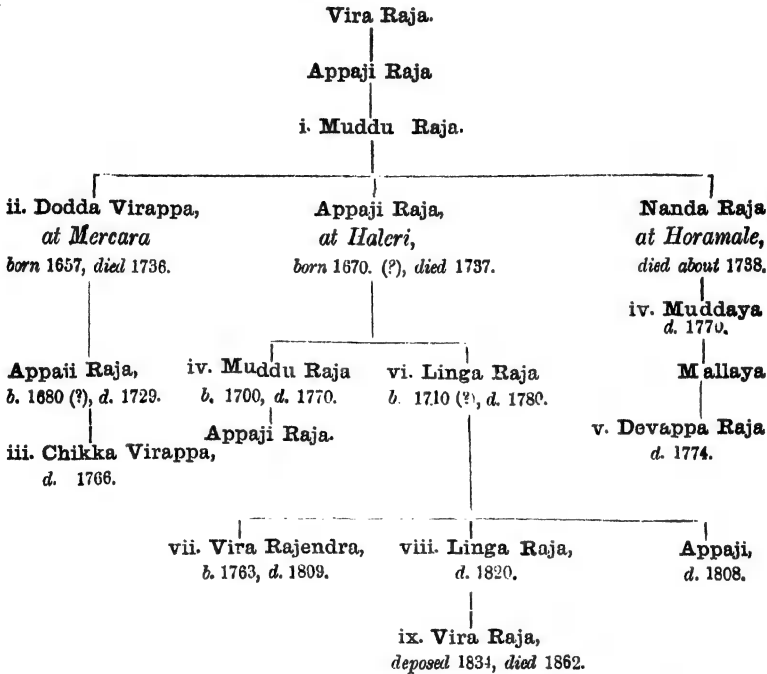 Vira Raja.
Appaji Raja
i. Muddu Raja.
ii. Dodda Virappa,
at Mercara
born 1657, died 1736.
Appaji Raja,
at Haleri,
born 1670. (?), died 1737.
Nanda Raja
at Horamale,
died about 1738.
iv. Muddaya
d. 1770.
Appaii Raja,
b. 1680 (?), d. 1729.
iv. Muddu Raja
b. 1700, d. 1770.
vi. Linga Raja
b. 1710 (?), d. 1780.
Mallaya
Appaji Raja.
iii. Chikka Virappa,
d. 1766.
v. Devappa Raja
d. 1774.
vii. Vira Rajendra,
b. 1763, d. 1809.
viii. Linga Raja,
d. 1820.
Appaji,
d. 1808.
ix. Vira Raja,
deposed 1834, died 1862.